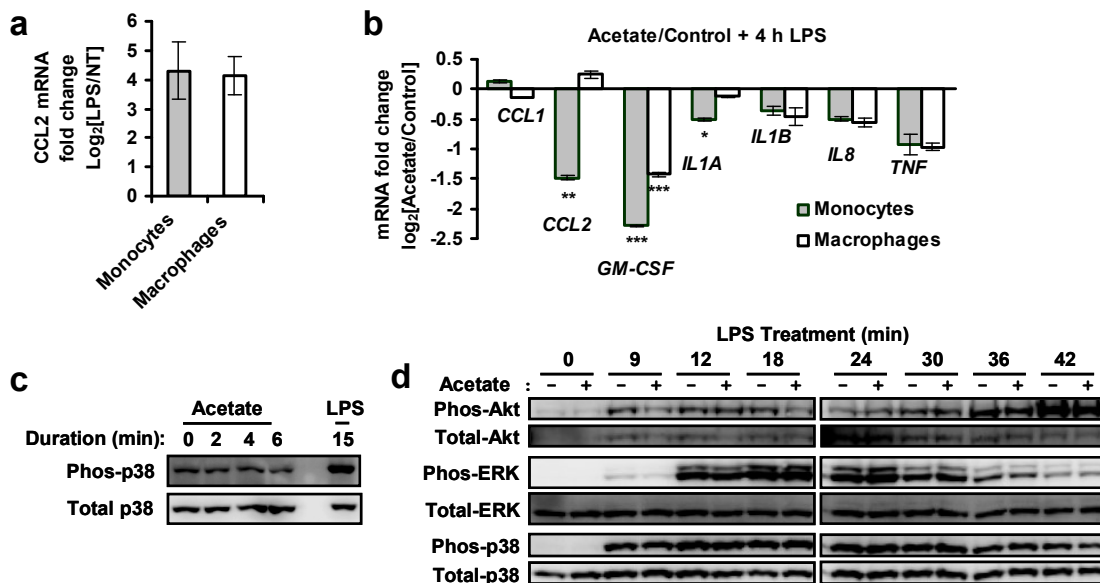 a
CCL2 mRNA
fold change
Log2[LPS/NT]
6
5
4
3
2
1
0
Monocytes
Macrophages
b
Acetate/Control + 4 h LPS
mRNA fold change
log2[Acetate/Control]
0.5
0
-0.5
-1
-1.5
-2
-2.5
CCL1
**
CCL2
***
***
GM-CSF
*
IL1A
IL1B
IL8
TNF
Monocytes
Macrophages
c
Acetate LPS
Duration (min): 0 2 4 6 15
Phos-p38
Total p38
d
LPS Treatment (min)
0 9 12 18 24 30 36 42
Acetate : – + – + – + – + – + – + – + – +
Phos-Akt
Total-Akt
Phos-ERK
Total-ERK
Phos-p38
Total-p38